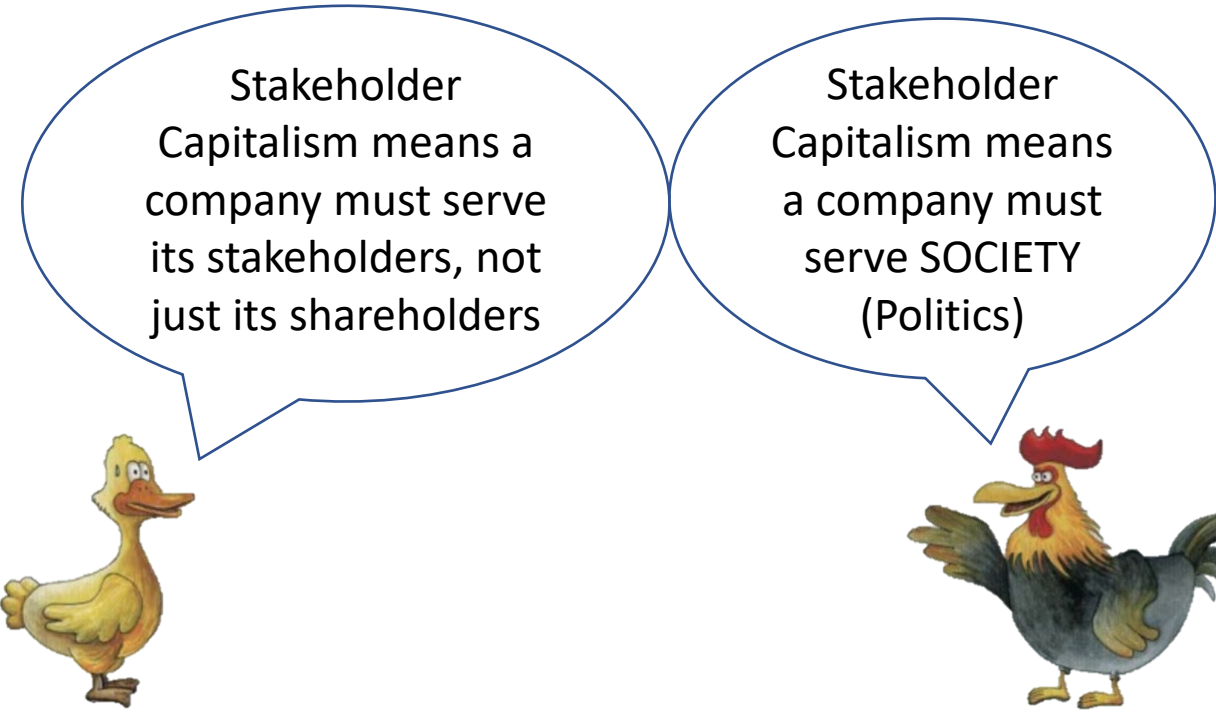 Stakeholder
Capitalism means a
company must serve
its stakeholders, not
just its shareholders
Stakeholder
Capitalism means
a company must
serve SOCIETY
(Politics)